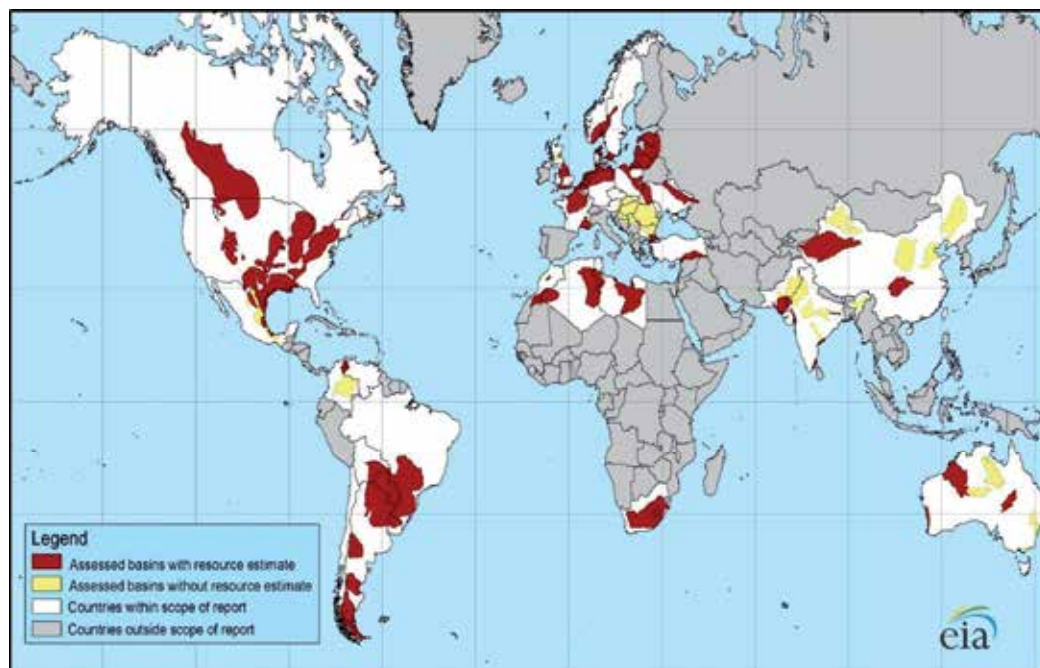 Legend
Assessed basins with resource estimate
Assessed basins without resource estimate
Countries within scope of report
Countries outside scope of report
eia